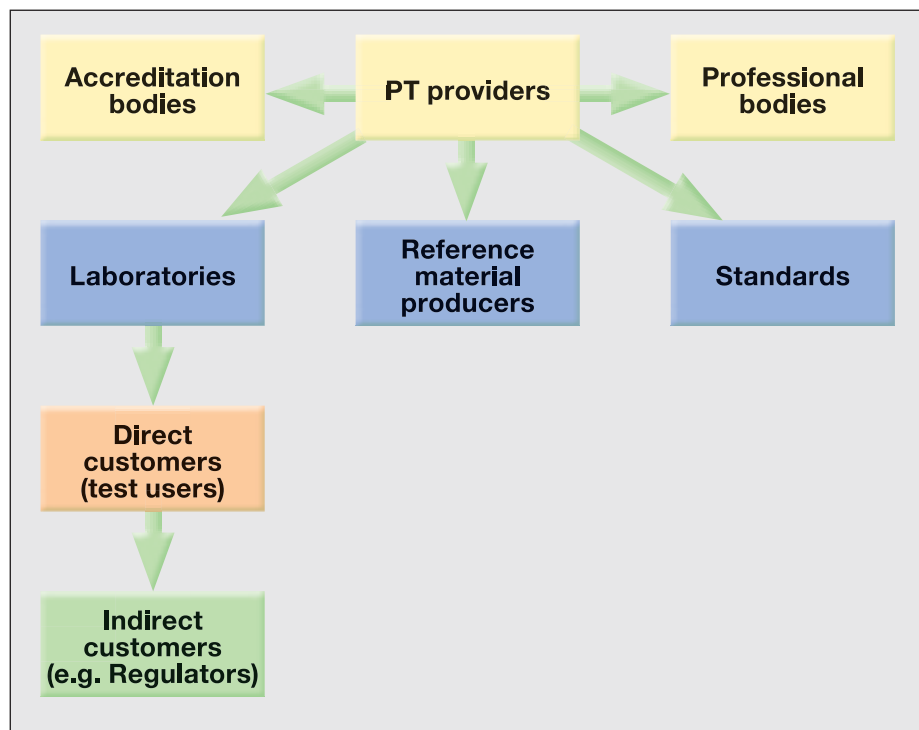 Accreditation
bodies
PT providers
Professional
bodies
Laboratories
Reference
material
producers
Standards
Direct
customers
(test users)
Indirect
customers
(e.g. Regulators)